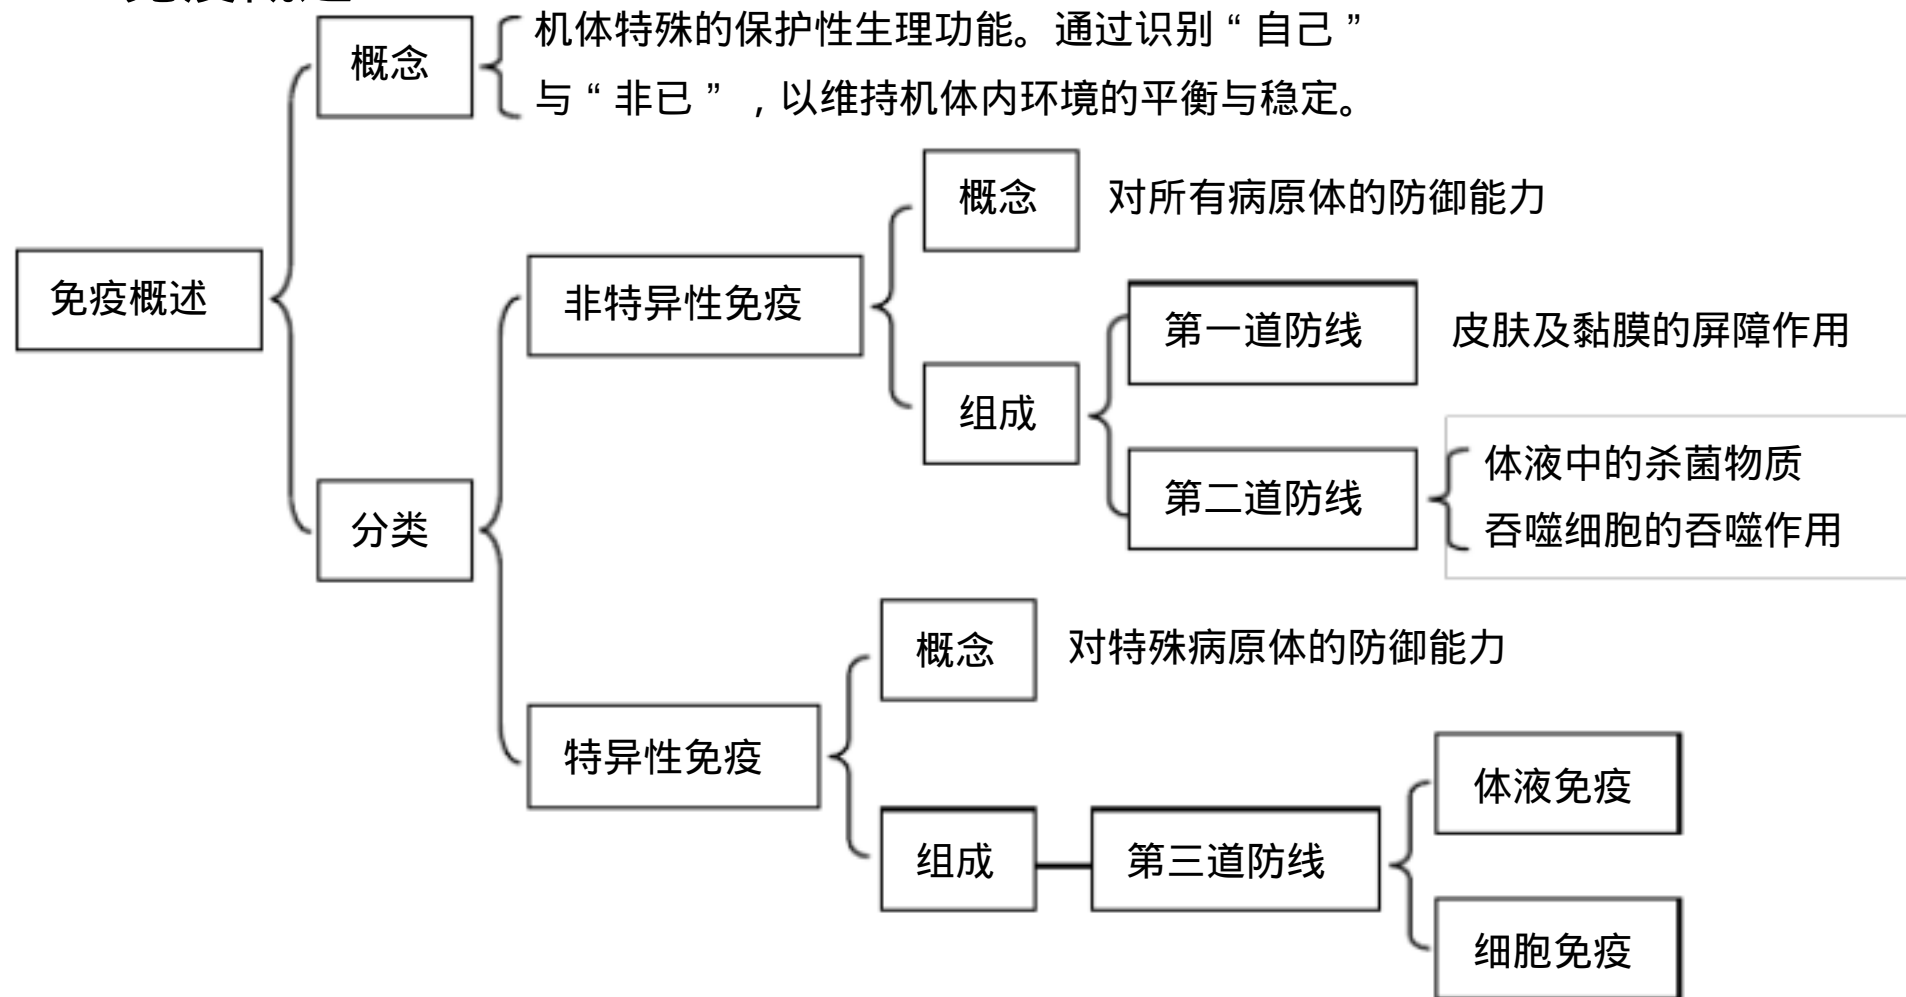 免疫概述
概念
机体特殊的保护性生理功能。通过识别“自己”
与“非已”,以维持机体内环境的平衡与稳定。
免疫概述
分类
非特异性免疫
概念
对所有病原体的防御能力
组成
第一道防线
皮肤及黏膜的屏障作用
第二道防线
体液中的杀菌物质
吞噬细胞的吞噬作用
特异性免疫
概念
对特殊病原体的防御能力
组成
第三道防线
体液免疫
细胞免疫